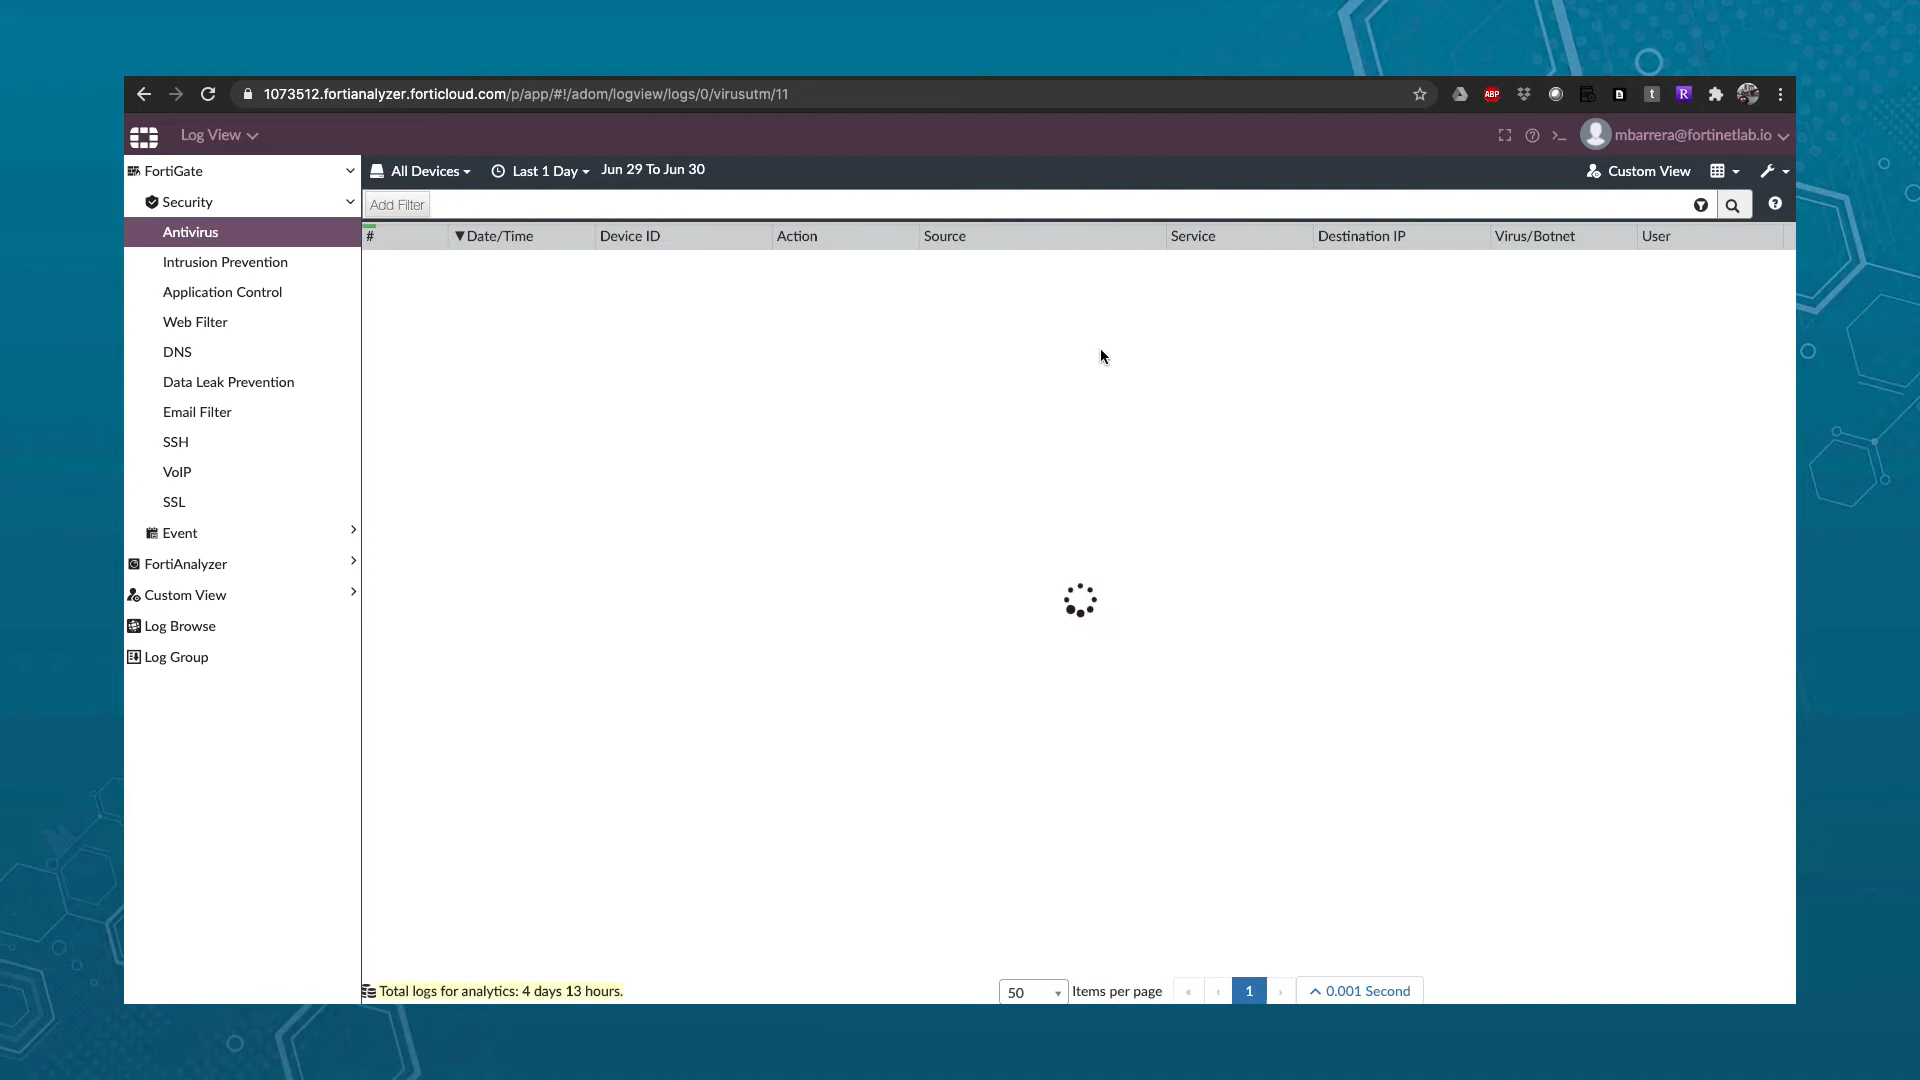 1073512.fortianalyzer.forticloud.com/p/app/#!/adom/logview/logs/0/virusutm/11
ABP
t
R
Log View
mbarrera@fortinetlab.io
FortiGate
Security
Antivirus
Intrusion Prevention
Application Control
Web Filter
DNS
Data Leak Prevention
Email Filter
SSH
VoIP
SSL
Event
FortiAnalyzer
Custom View
Log Browse
Log Group
All Devices
Last 1 Day
Jun 29 To Jun 30
Custom View
Add Filter
# Date/Time Device ID Action Source Service Destination IP Virus/Botnet User
Total logs for analytics: 4 days 13 hours.
50 Items per page « ‹ 1 › 0.001 Second